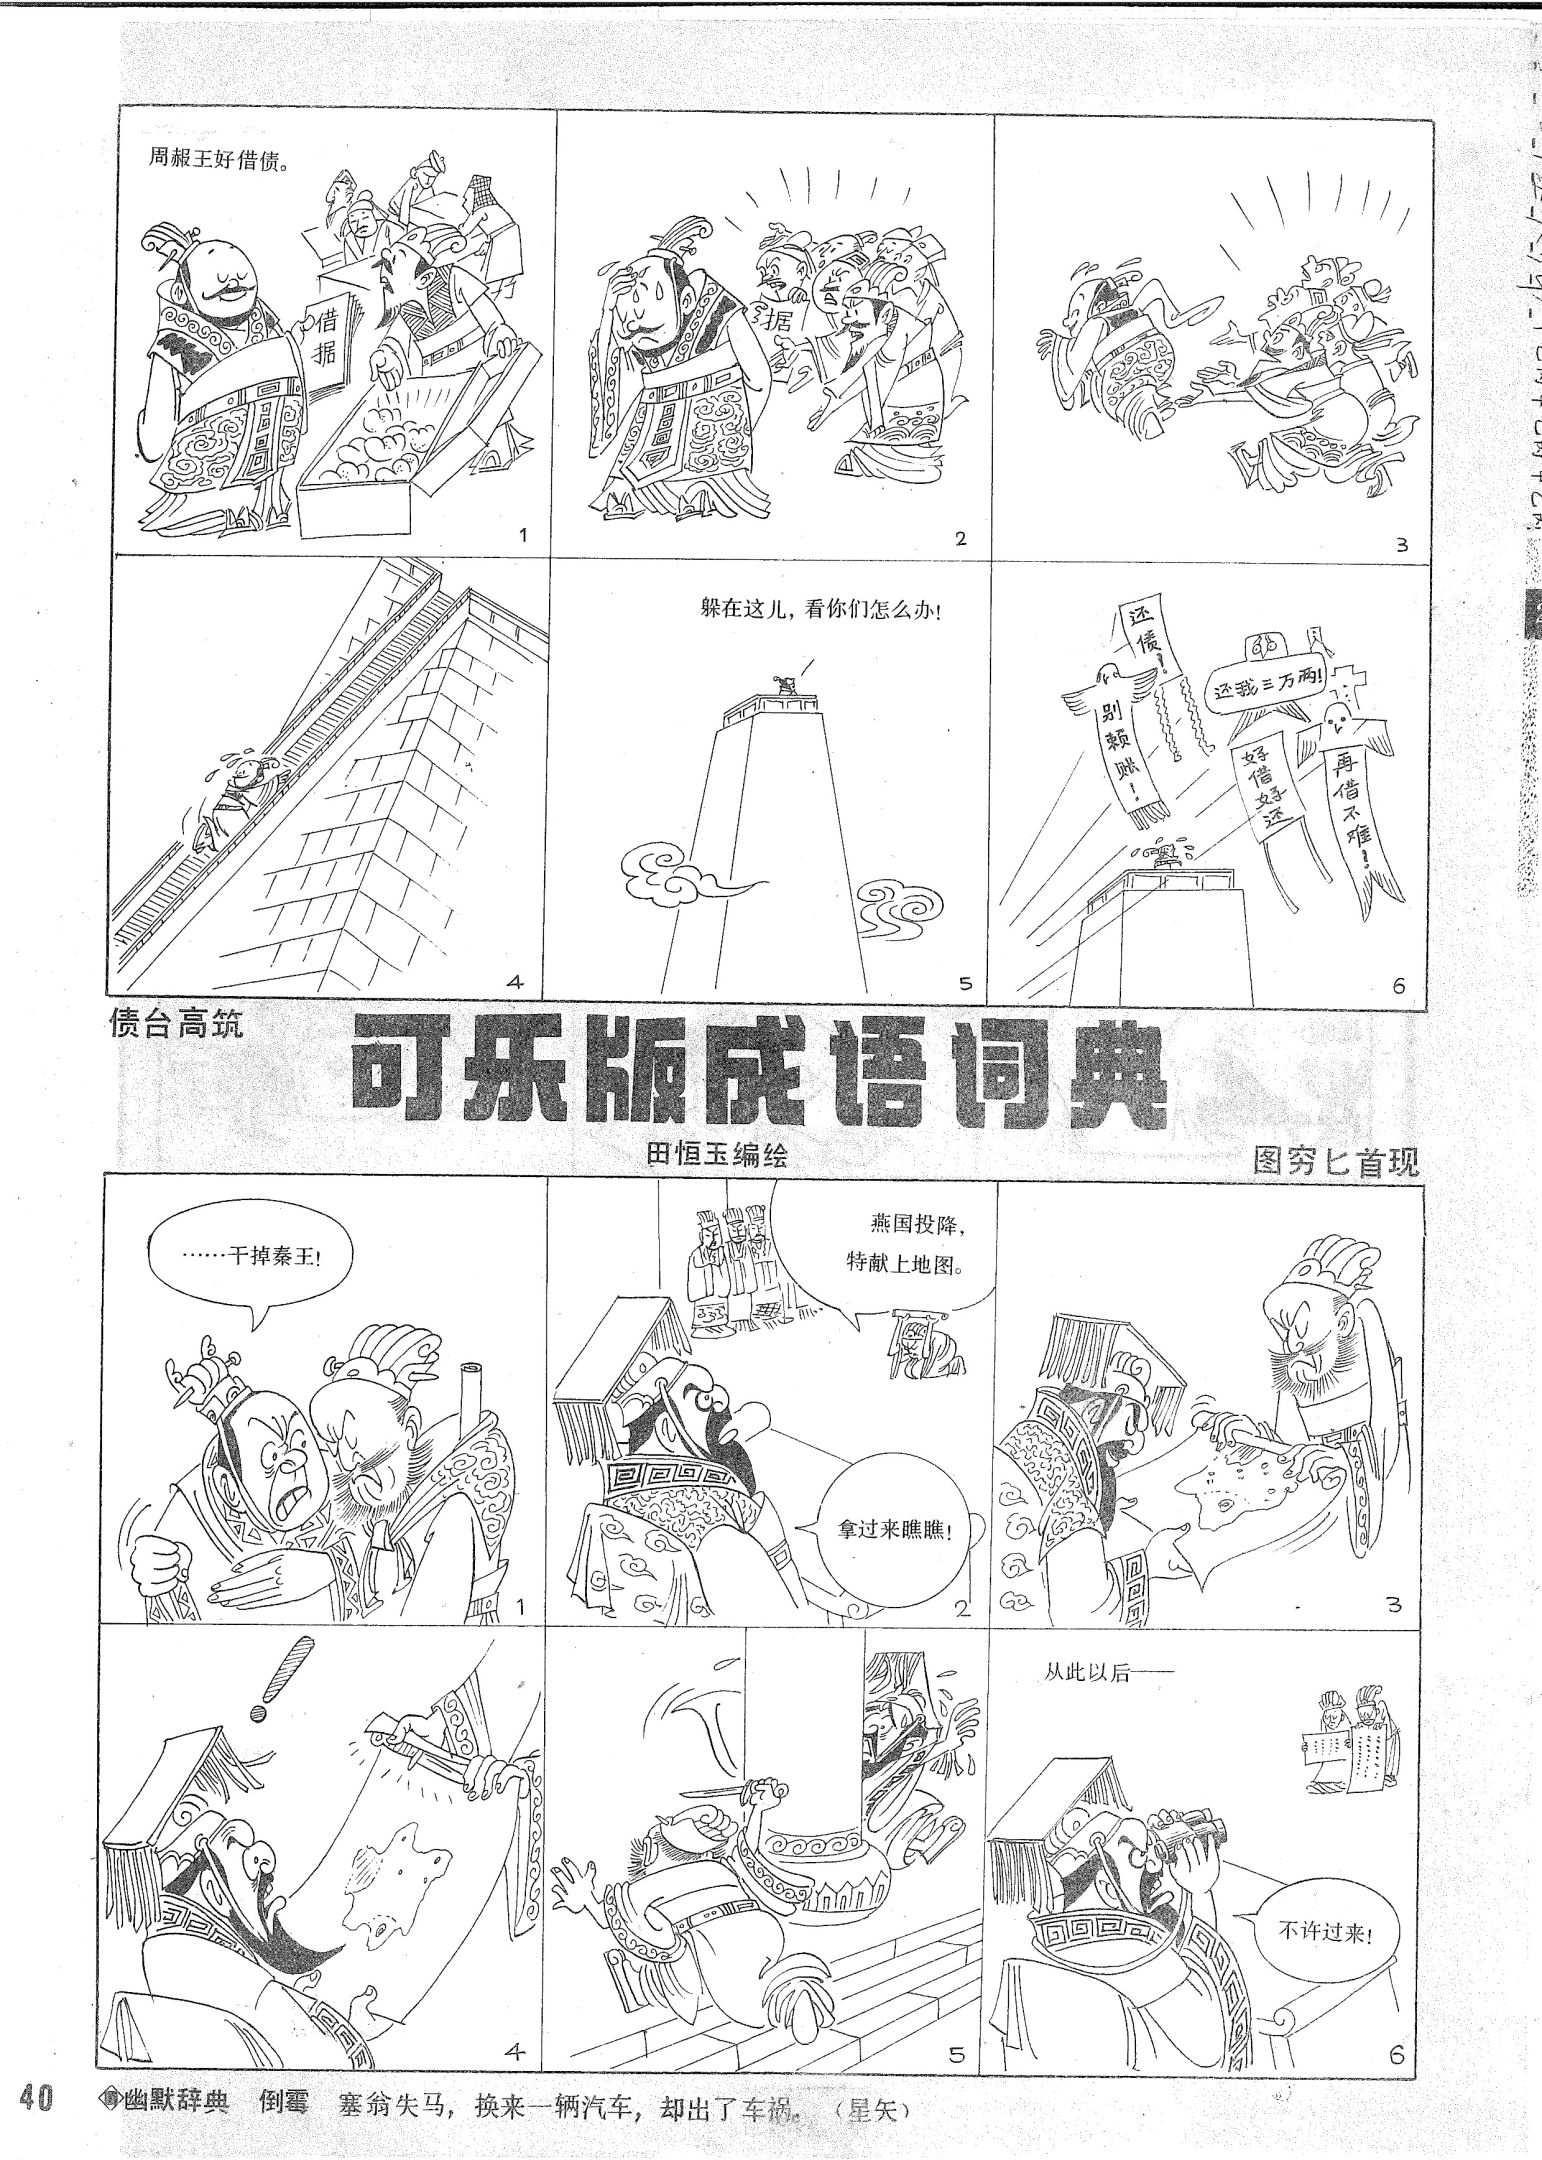 周赧王好借债。
借
据
1
据
2
3
4
躲在这儿，看你们怎么办！
5
还债！
别赖账！
还我三万两！
好借好还
再借不难！
6
债台高筑
可乐版成语词典
田恒玉编绘
图穷匕首现
……干掉秦王！
1
燕国投降，
特献上地图。
拿过来瞧瞧！
2
3
4
5
从此以后——
不许过来！
6
40
幽默辞典 倒霉 塞翁失马，换来一辆汽车，却出了车祸。（星矢）